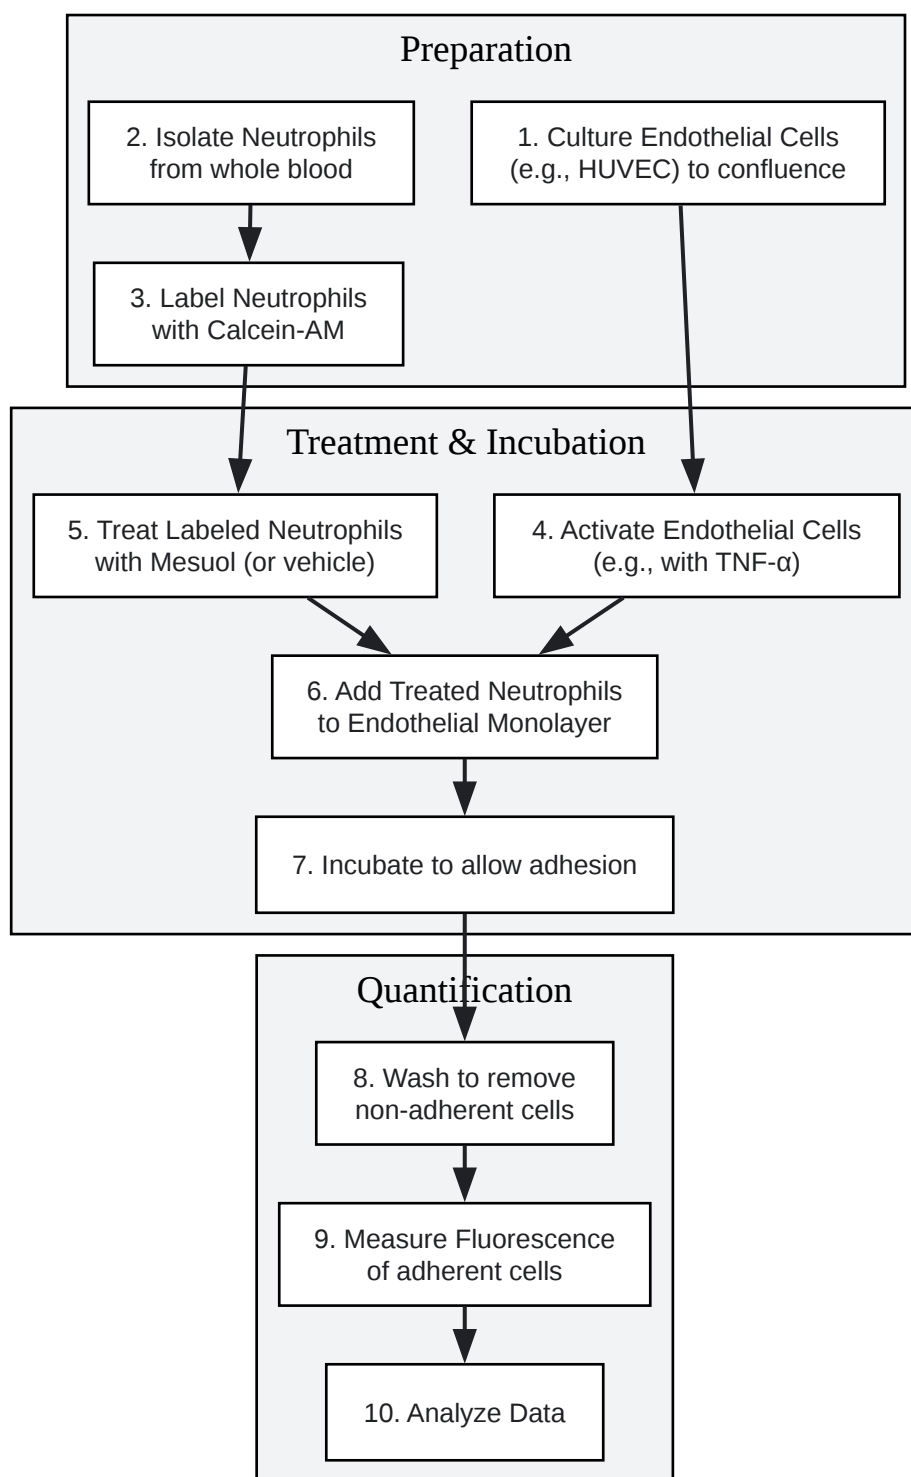 Preparation
2. Isolate Neutrophils
from whole blood
1. Culture Endothelial Cells
(e.g., HUVEC) to confluence
3. Label Neutrophils
with Calcein-AM
Treatment & Incubation
5. Treat Labeled Neutrophils
with Mesuol (or vehicle)
4. Activate Endothelial Cells
(e.g., with TNF-α)
6. Add Treated Neutrophils
to Endothelial Monolayer
7. Incubate to allow adhesion
Quantification
8. Wash to remove
non-adherent cells
9. Measure Fluorescence
of adherent cells
10. Analyze Data